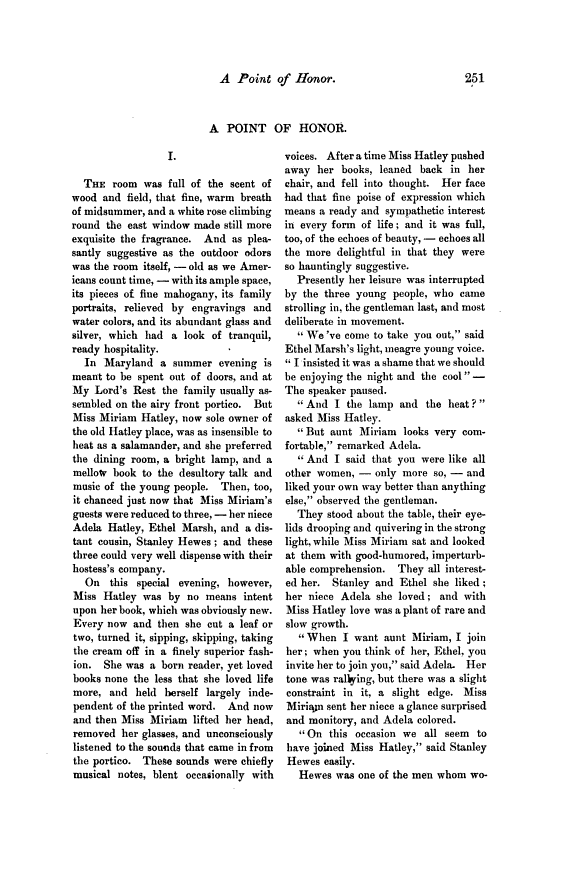 A Point of Honor. 251
A POINT OF HONOR.
I.
THE room was full of the scent of
wood and field, that fine, warm breath
of midsummer, and a white rose climbing
round the east window made still more
exquisite the fragrance. And as plea-
santly suggestive as the outdoor odors
was the room itself, — old as we Amer-
icans count time, — with its ample space,
its pieces of fine mahogany, its family
portraits, relieved by engravings and
water colors, and its abundant glass and
silver, which had a look of tranquil,
ready hospitality.
In Maryland a summer evening is
meant to be spent out of doors, and at
My Lord's Rest the family usually as-
sembled on the airy front portico. But
Miss Miriam Hatley, now sole owner of
the old Hatley place, was as insensible to
heat as a salamander, and she preferred
the dining room, a bright lamp, and a
mellow book to the desultory talk and
music of the young people. Then, too,
it chanced just now that Miss Miriam's
guests were reduced to three, — her niece
Adela Hatley, Ethel Marsh, and a dis-
tant cousin, Stanley Hewes; and these
three could very well dispense with their
hostess's company.
On this special evening, however,
Miss Hatley was by no means intent
upon her book, which was obviously new.
Every now and then she cut a leaf or
two, turned it, sipping, skipping, taking
the cream off in a finely superior fash-
ion. She was a born reader, yet loved
books none the less that she loved life
more, and held herself largely inde-
pendent of the printed word. And now
and then Miss Miriam lifted her head,
removed her glasses, and unconsciously
listened to the sounds that came in from
the portico. These sounds were chiefly
musical notes, blent occasionally with
voices. After a time Miss Hatley pushed
away her books, leaned back in her
chair, and fell into thought. Her face
had that fine poise of expression which
means a ready and sympathetic interest
in every form of life; and it was full,
too, of the echoes of beauty, — echoes all
the more delightful in that they were
so hauntingly suggestive.
Presently her leisure was interrupted
by the three young people, who came
strolling in, the gentleman last, and most
deliberate in movement.
"We've come to take you out," said
Ethel Marsh's light, meagre young voice.
"I insisted it was a shame that we should
be enjoying the night and the cool" —
The speaker paused.
"And I the lamp and the heat?"
asked Miss Hatley.
"But aunt Miriam looks very com-
fortable," remarked Adela.
"And I said that you were like all
other women, — only more so, — and
liked your own way better than anything
else," observed the gentleman.
They stood about the table, their eye-
lids drooping and quivering in the strong
light, while Miss Miriam sat and looked
at them with good-humored, imperturb-
able comprehension. They all interest-
ed her. Stanley and Ethel she liked;
her niece Adela she loved; and with
Miss Hatley love was a plant of rare and
slow growth.
"When I want aunt Miriam, I join
her; when you think of her, Ethel, you
invite her to join you," said Adela. Her
tone was rallying, but there was a slight
constraint in it, a slight edge. Miss
Miriam sent her niece a glance surprised
and monitory, and Adela colored.
"On this occasion we all seem to
have joined Miss Hatley," said Stanley
Hewes easily.
Hewes was one of the men whom wo-